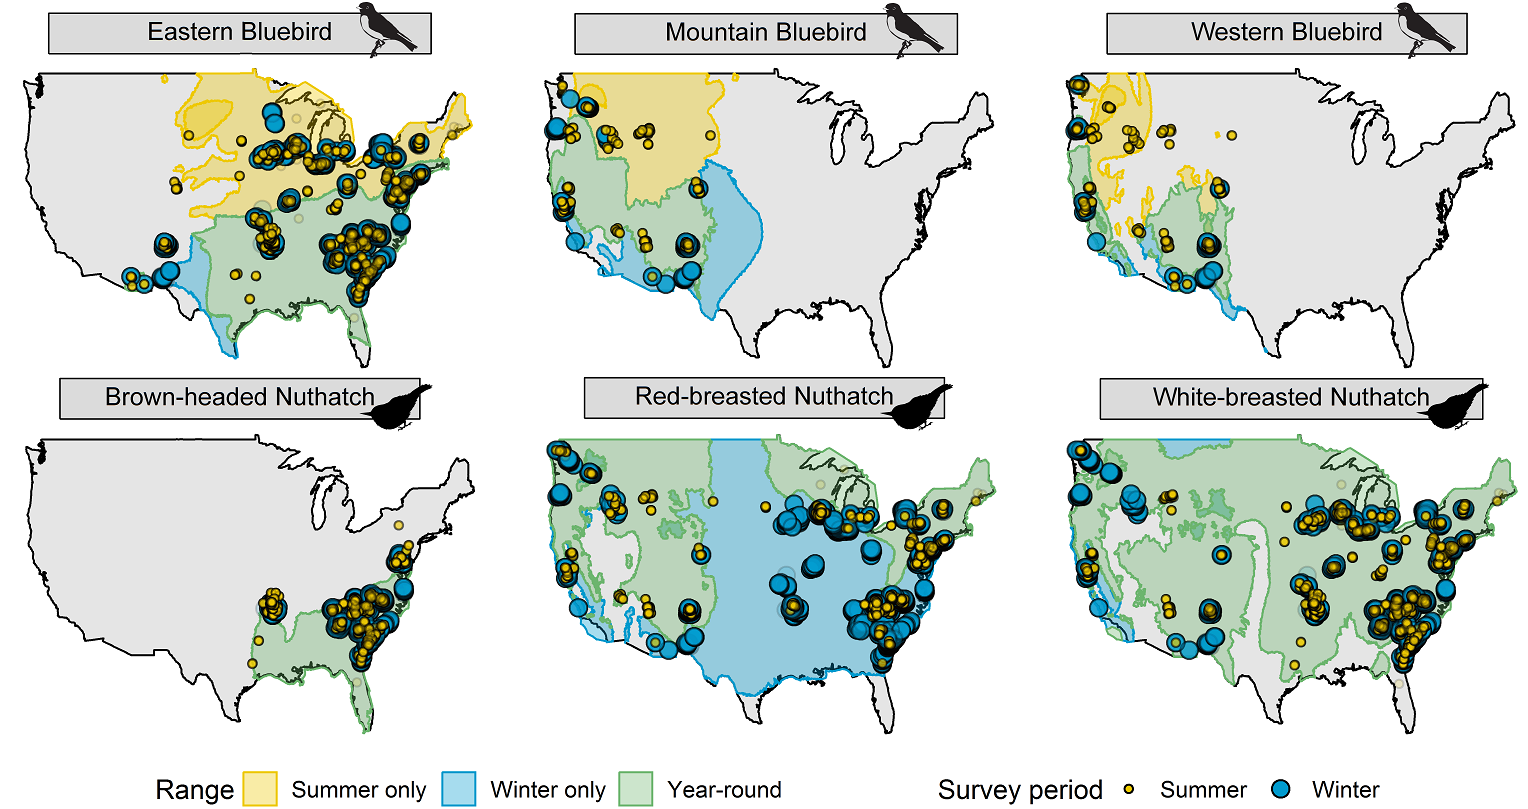 Eastern Bluebird
Mountain Bluebird
Western Bluebird
Brown-headed Nuthatch
Red-breasted Nuthatch
White-breasted Nuthatch
Range Summer only Winter only Year-round Survey period Summer Winter